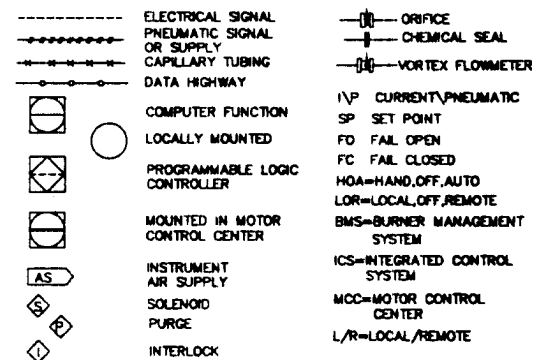 ELECTRICAL SIGNAL
PNEUMATIC SIGNAL
OR SUPPLY
CAPILLARY TUBING
DATA HIGHWAY
COMPUTER FUNCTION
LOCALLY MOUNTED
PROGRAMMABLE LOGIC
CONTROLLER
MOUNTED IN MOTOR
CONTROL CENTER
AS
INSTRUMENT
AIR SUPPLY
S
SOLENOID
P
PURGE
I
INTERLOCK
ORIFICE
CHEMICAL SEAL
VORTEX FLOWMETER
I\P CURRENT\PNEUMATIC
SP SET POINT
FO FAIL OPEN
FC FAIL CLOSED
HOA=HAND,OFF,AUTO
LOR=LOCAL,OFF,REMOTE
BMS=BURNER MANAGEMENT
SYSTEM
ICS=INTEGRATED CONTROL
SYSTEM
MCC=MOTOR CONTROL
CENTER
L/R=LOCAL/REMOTE